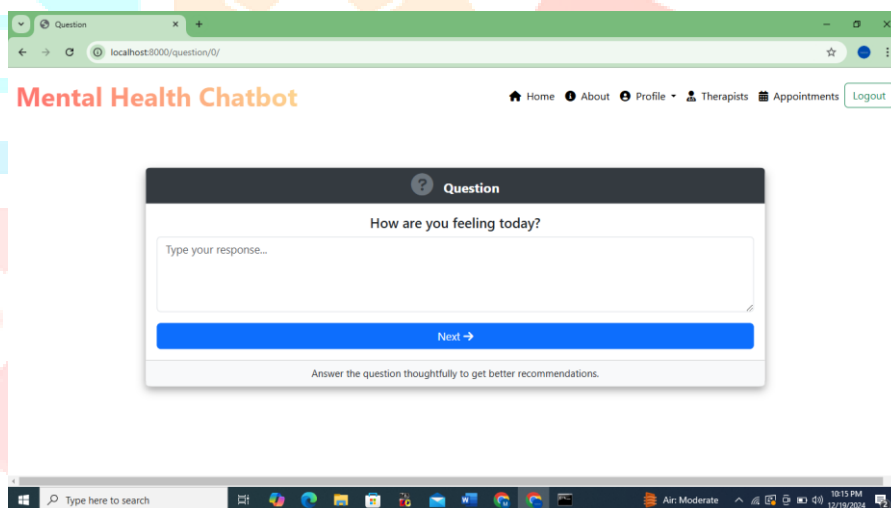 Question
localhost:8000/question/0/
Mental Health Chatbot
Home About Profile Therapists Appointments Logout
Question
How are you feeling today?
Type your response...
Next
Answer the question thoughtfully to get better recommendations.
Type here to search
Air: Moderate
10:15 PM
12/19/2024